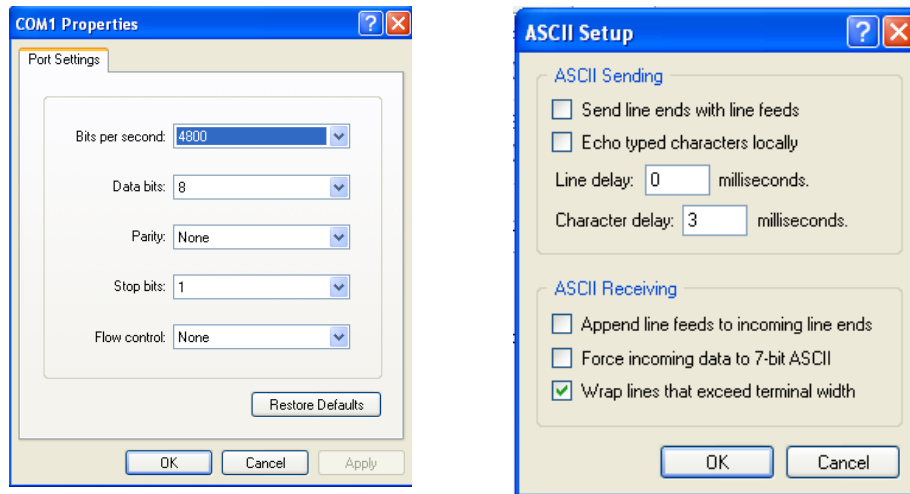 COM1 Properties
Port Settings
Bits per second: 4800
Data bits: 8
Parity: None
Stop bits: 1
Flow control: None
Restore Defaults
OK Cancel Apply
ASCII Setup
ASCII Sending
Send line ends with line feeds
Echo typed characters locally
Line delay: 0 milliseconds.
Character delay: 3 milliseconds.
ASCII Receiving
Append line feeds to incoming line ends
Force incoming data to 7-bit ASCII
Wrap lines that exceed terminal width
OK Cancel